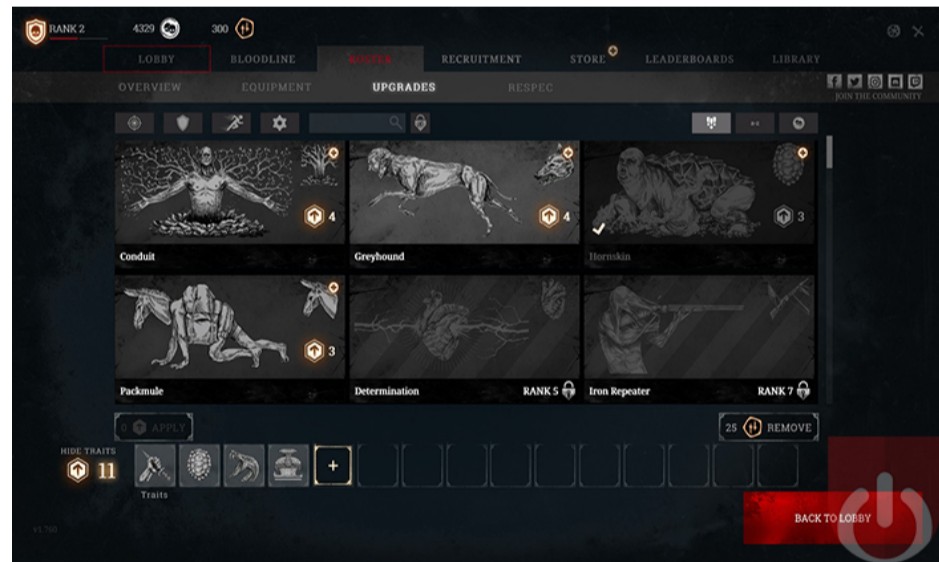 RANK 2 4329 300
LOBBY BLOODLINE ROSTER RECRUITMENT STORE LEADERBOARDS LIBRARY
OVERVIEW EQUIPMENT UPGRADES RESPEC
JOIN THE COMMUNITY
4 4 3
Conduit Greyhound Hornskin
3
Packmule Determination RANK 5 Iron Repeater RANK 7
0 APPLY 25 REMOVE
HIDE TRAITS
11
Traits
BACK TO LOBBY
v1.760